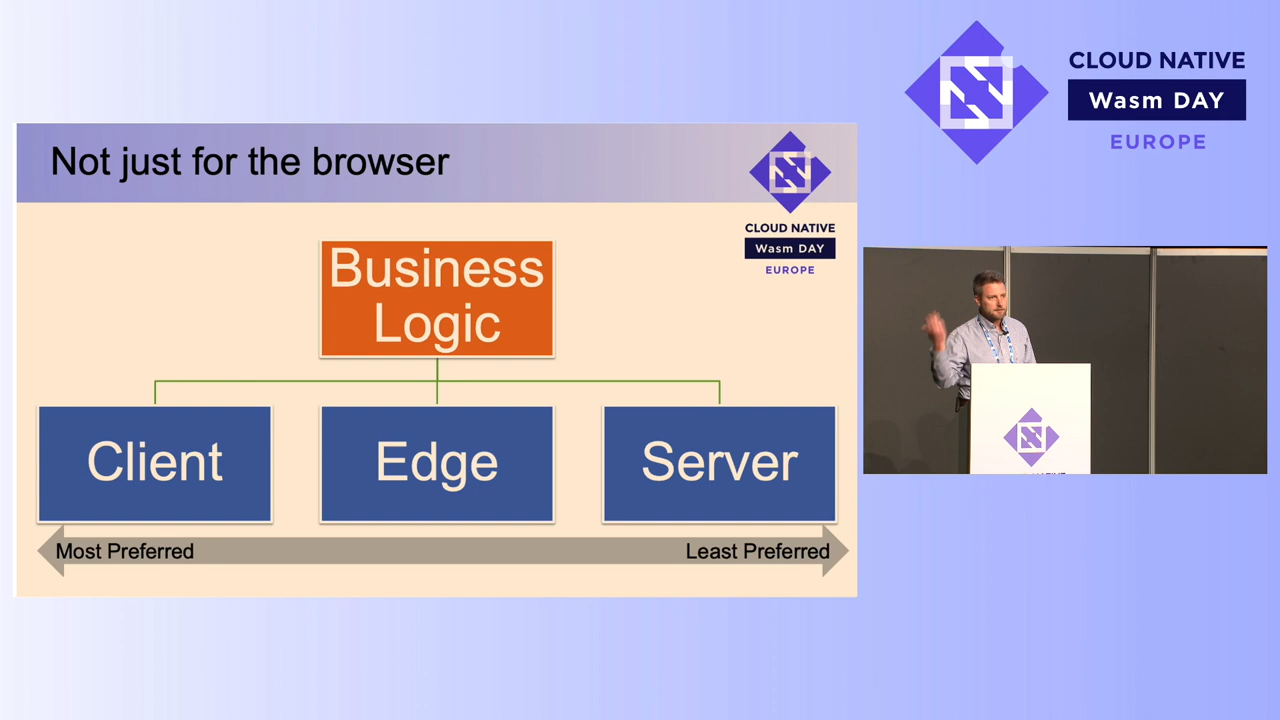 CLOUD NATIVE
Wasm DAY
EUROPE
Not just for the browser
CLOUD NATIVE
Wasm DAY
EUROPE
Business
Logic
Client
Edge
Server
Most Preferred
Least Preferred